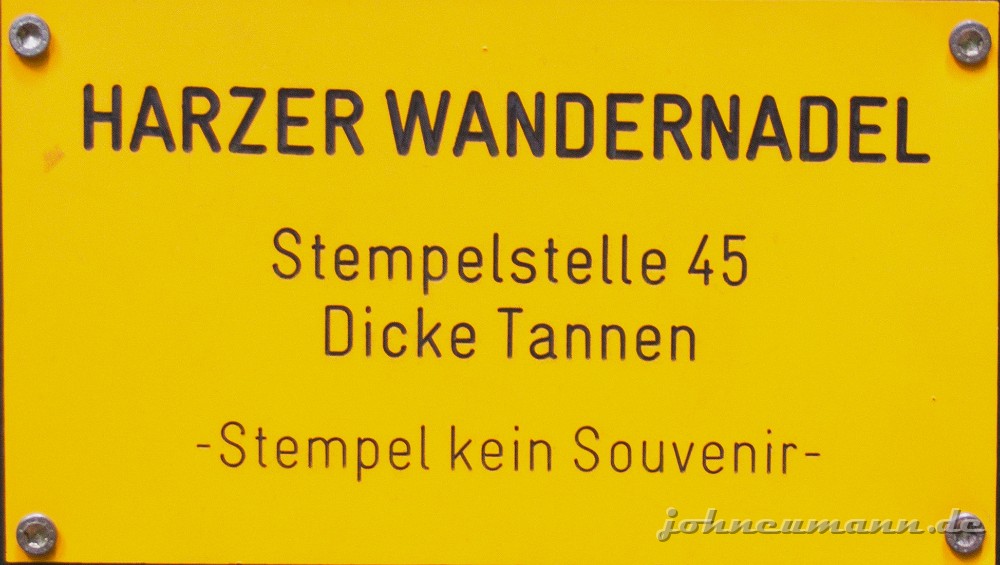 HARZER WANDERNADEL
Stempelstelle 45
Dicke Tannen
-Stempel kein Souvenir-
johneumann.de